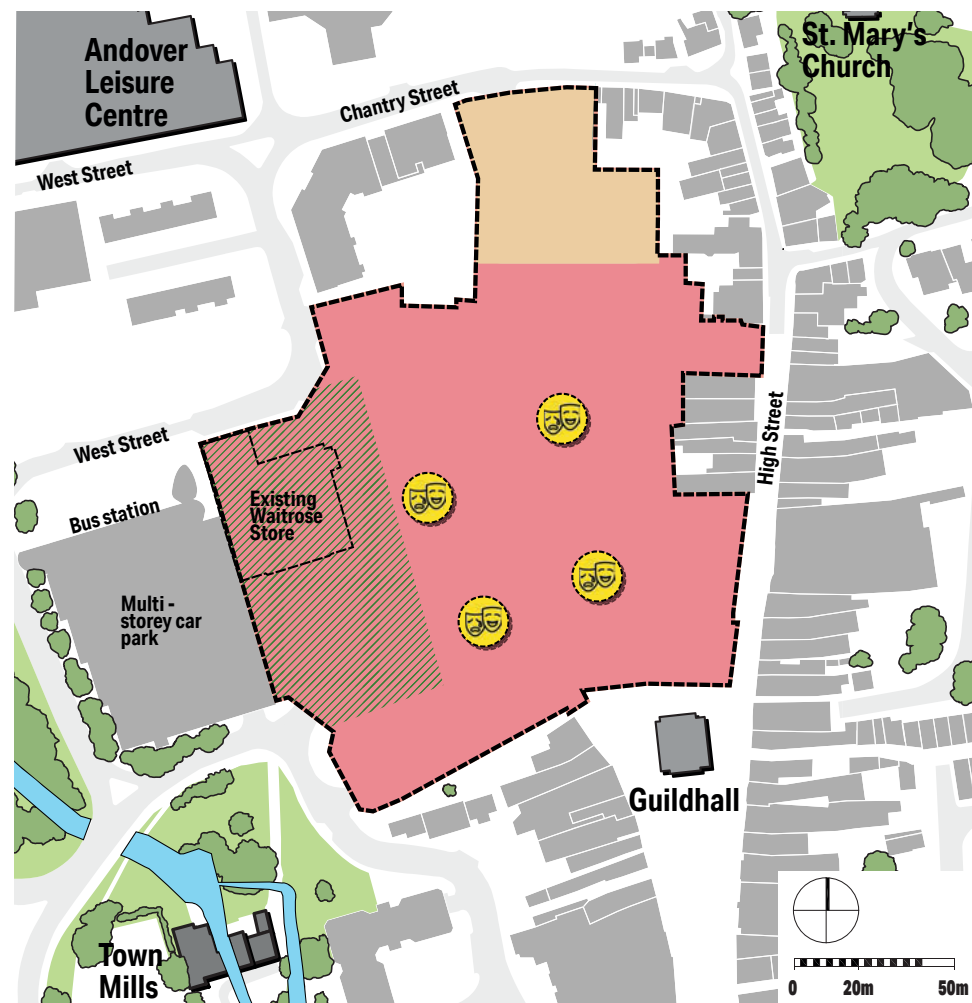 Andover
Leisure
Centre
St. Mary's
Church
Chantry Street
West Street
High Street
West Street
Existing
Waitrose
Store
Bus station
Multi -
storey car
park
Guildhall
Town
Mills
0m
20m
50m